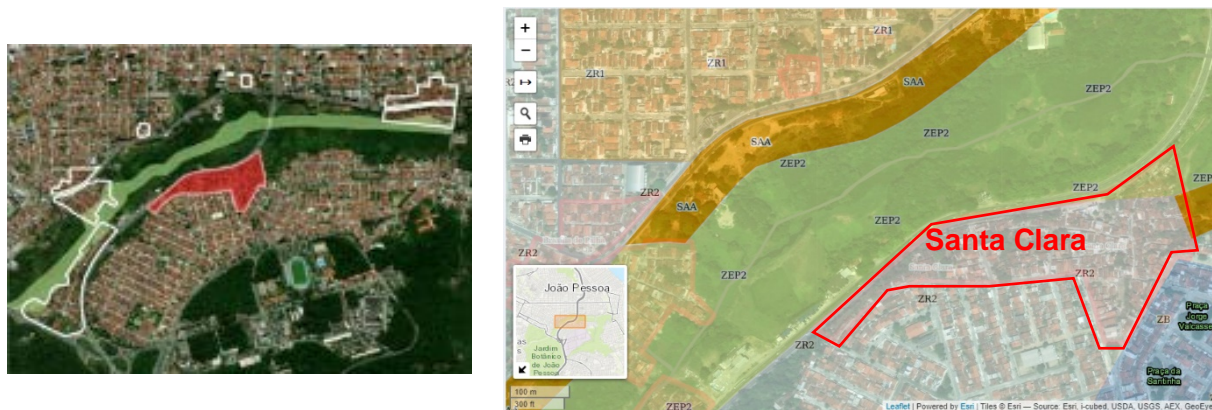 +
ZR1
−
ZR1
ZR1
ZR2
SAA
ZEP2
SAA
ZEP2
ZR2
SAA
ZEP2
ZEP2
ZEP2
Santa Clara
ZR2
ZEP2
ZR2
ZR2
João Pessoa
Praça
Jorge
ZB
ZR2
Jardim
Botânico
de João
Pessoa
Praça da
Santinha
100 m
300 ft
ZEP2
Leaflet | Powered by Esri | Tiles © Esri — Source: Esri, i-cubed, USDA, USGS, AEX, GeoEye